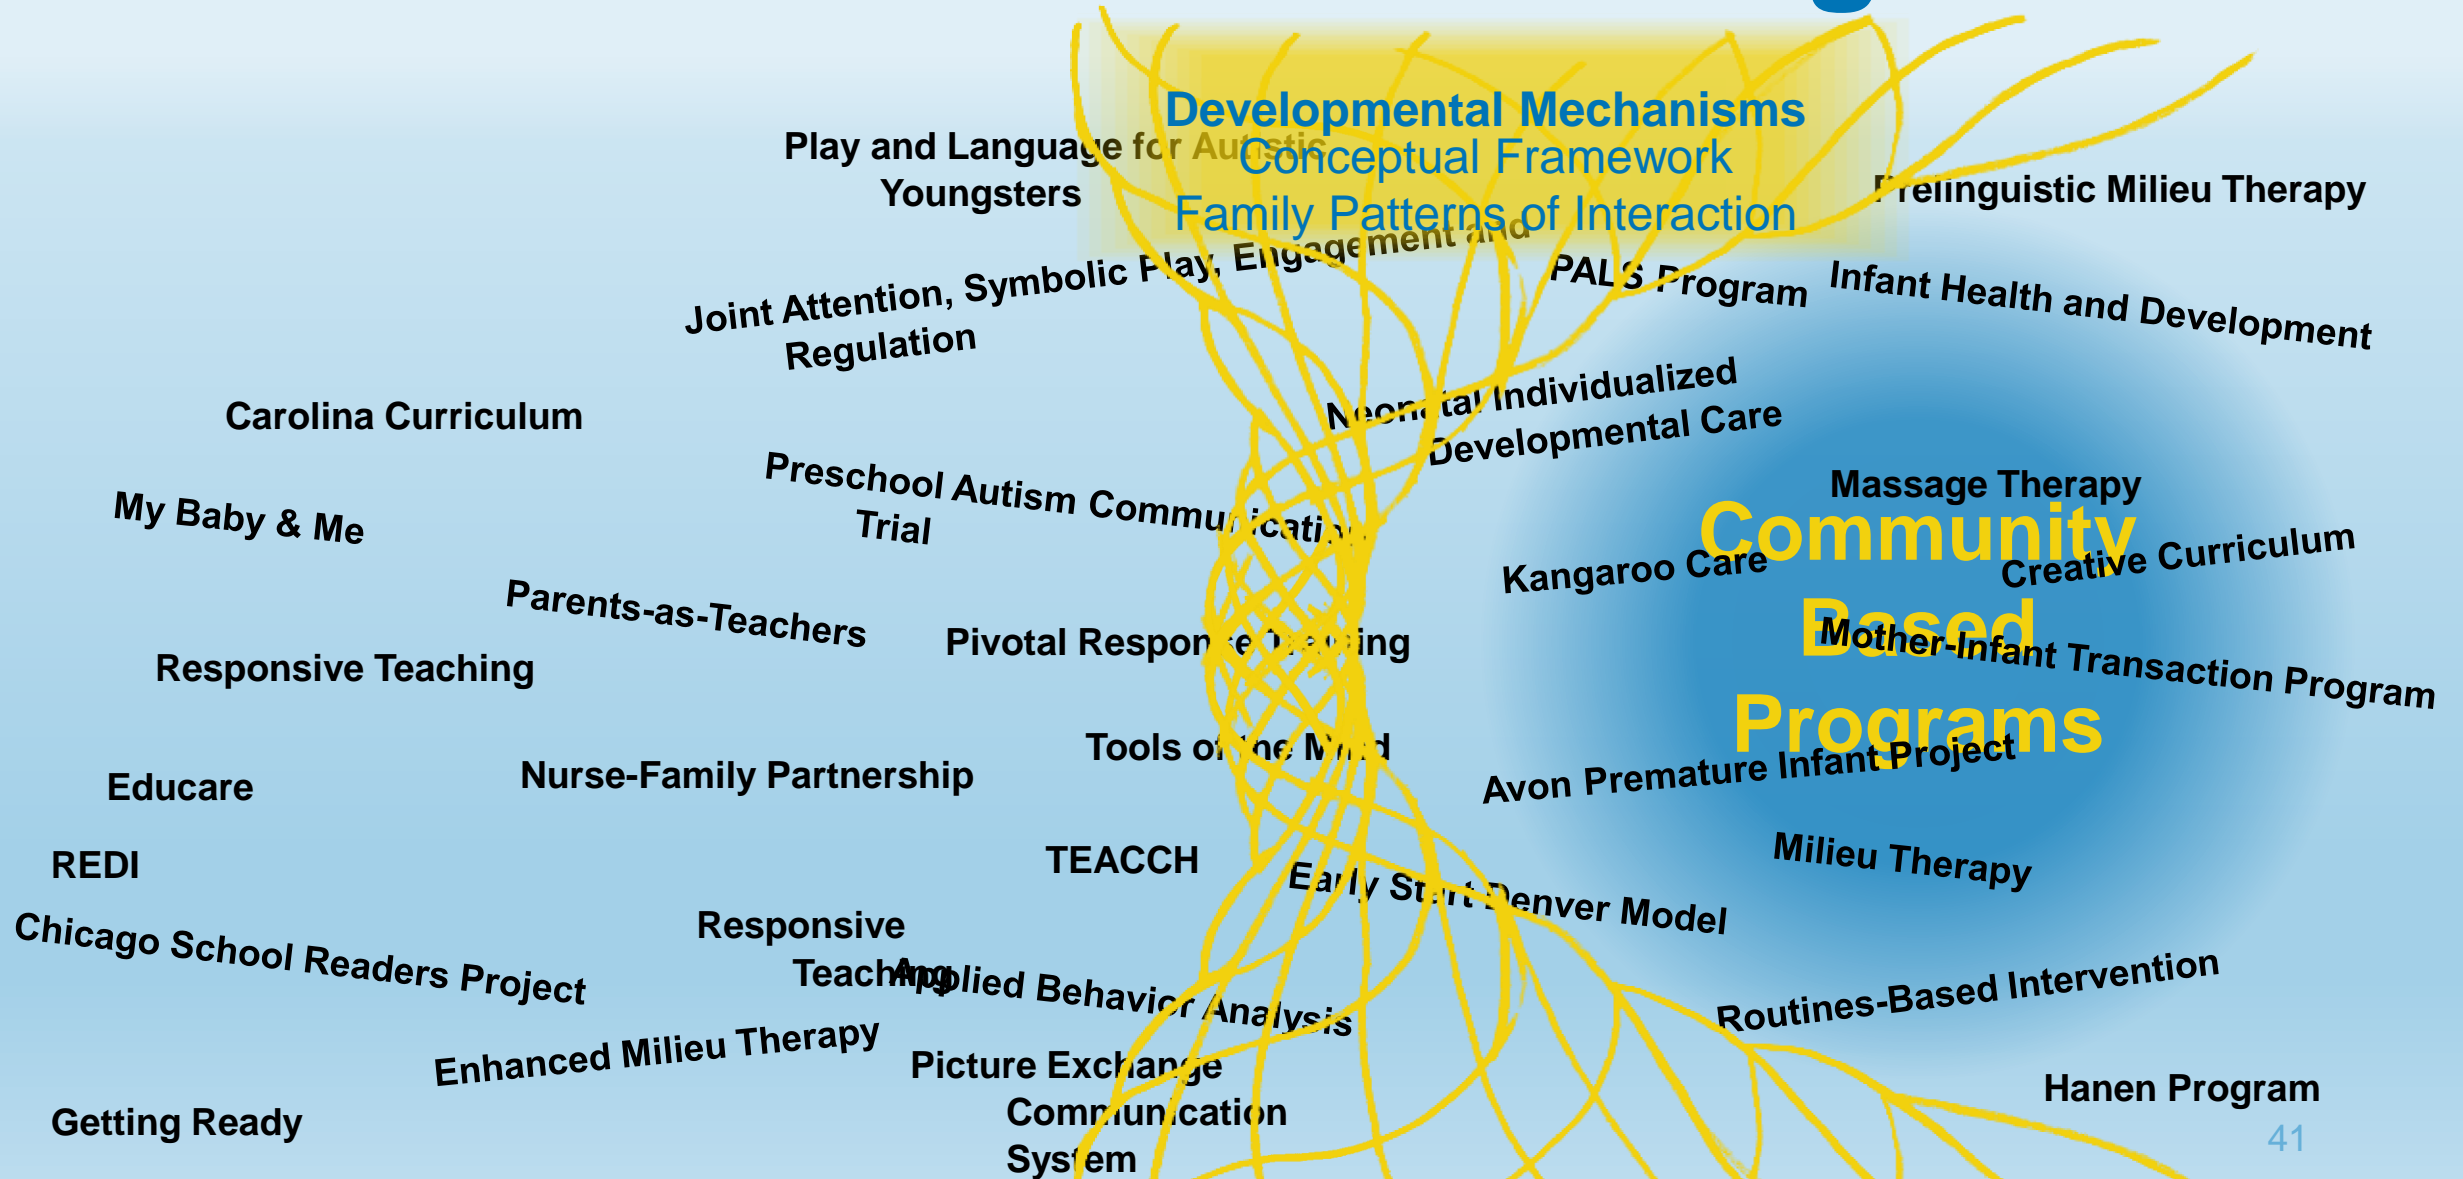 Developmental Mechanisms
Conceptual Framework
Family Patterns of Interaction
Play and Language for Autistic
Youngsters
Prelinguistic Milieu Therapy
Joint Attention, Symbolic Play, Engagement and
Regulation
PALS Program
Infant Health and Development
Carolina Curriculum
Neonatal Individualized
Developmental Care
Preschool Autism Communication
Trial
My Baby & Me
Massage Therapy
Community
Based
Programs
Kangaroo Care
Creative Curriculum
Parents-as-Teachers
Pivotal Response Training
Mother-Infant Transaction Program
Responsive Teaching
Tools of the Mind
Avon Premature Infant Project
Educare
Nurse-Family Partnership
REDI
TEACCH
Early Start Denver Model
Milieu Therapy
Chicago School Readers Project
Responsive
Teaching
Applied Behavior Analysis
Routines-Based Intervention
Enhanced Milieu Therapy
Picture Exchange
Communication
System
Hanen Program
Getting Ready
41